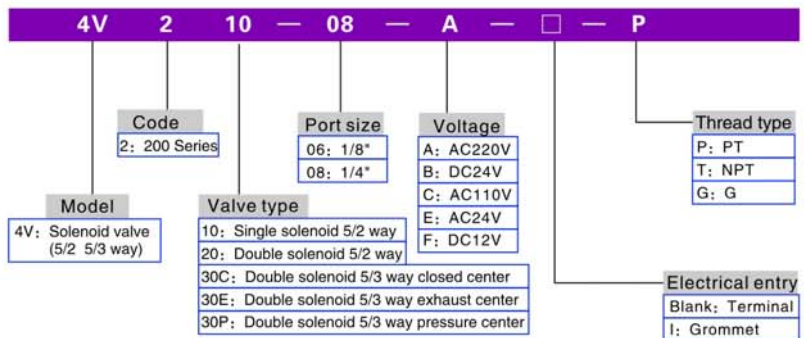 4V 2 10 — 08 — A — □ — P
Code
2: 200 Series
Port size
06: 1/8"
08: 1/4"
Voltage
A: AC220V
B: DC24V
C: AC110V
E: AC24V
F: DC12V
Thread type
P: PT
T: NPT
G: G
Model
4V: Solenoid valve
(5/2 5/3 way)
Valve type
10: Single solenoid 5/2 way
20: Double solenoid 5/2 way
30C: Double solenoid 5/3 way closed center
30E: Double solenoid 5/3 way exhaust center
30P: Double solenoid 5/3 way pressure center
Electrical entry
Blank: Terminal
I: Grommet